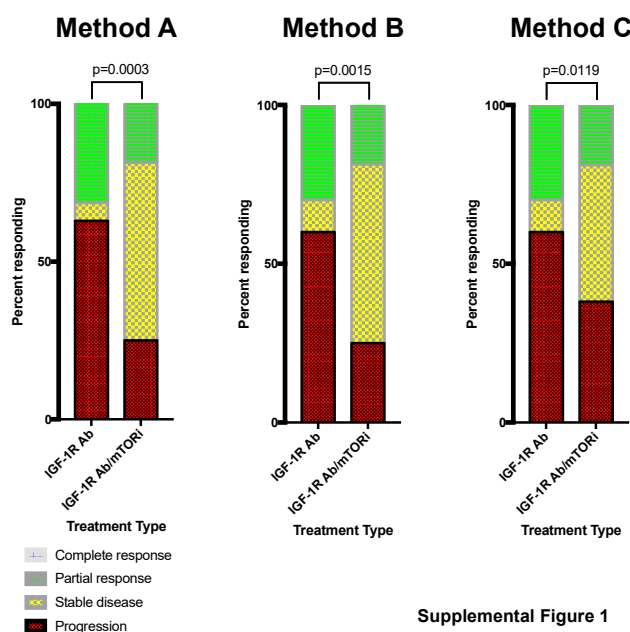 Method A
Method B
Method C
p=0.0003
p=0.0015
p=0.0119
Percent responding
100
50
0
IGF-1R Ab
IGF-1R Ab/mTORi
Treatment Type
Percent responding
100
50
0
IGF-1R Ab
IGF-1R Ab/mTORi
Treatment Type
Percent responding
100
50
0
IGF-1R Ab
IGF-1R Ab/mTORi
Treatment Type
Complete response
Partial response
Stable disease
Progression
Supplemental Figure 1